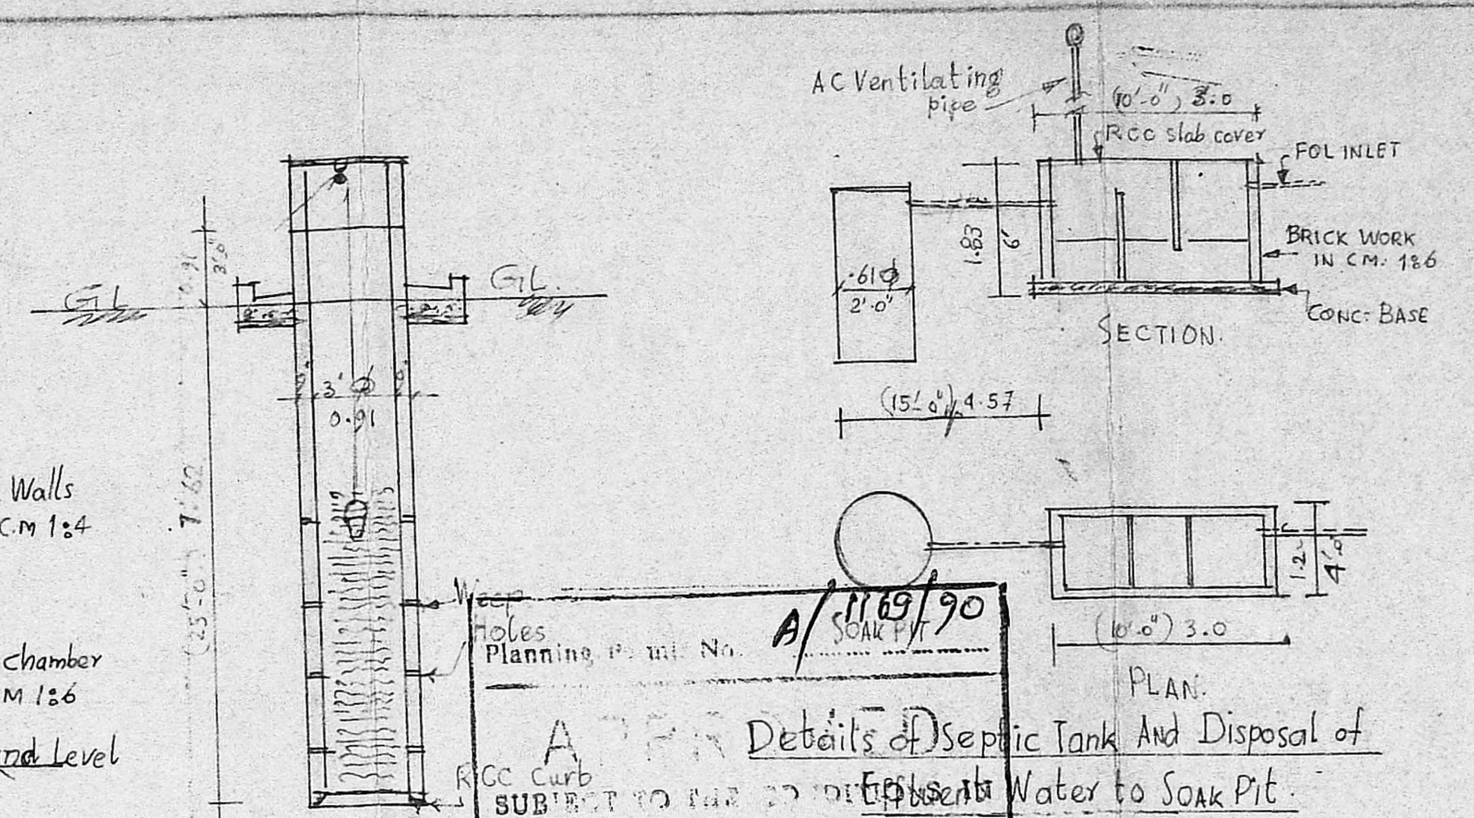 AC Ventilating
pipe
(10'-0") 3.0
RCC slab cover
FOL INLET
BRICK WORK
IN CM. 1:6
CONC: BASE
SECTION.
1.83
6'
.61Φ
2'-0"
(15'-0") 4.57
GL
GL
0.91
3'-0"
3' Φ
0.91
(25'-0") 7.62
Walls
C.M 1:4
chamber
M 1:6
nd Level
Weep
Holes
RCC Curb
1.2
4'.0"
(10'.0") 3.0
PLAN.
SOAK PIT
Planning No. A/1169/90
SUBJECT TO THE
Details of Septic Tank And Disposal of
Effluent Water to SOAK Pit.